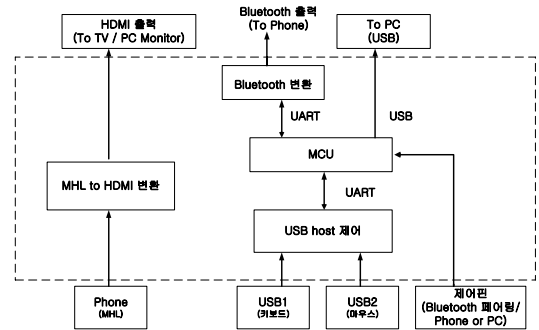 HDMI 출력
(To TV / PC Monitor)
Bluetooth 출력
(To Phone)
To PC
(USB)
Bluetooth 변환
UART
USB
MCU
MHL to HDMI 변환
UART
USB host 제어
Phone
(MHL)
USB1
(키보드)
USB2
(마우스)
제어핀
(Bluetooth 페어링/
Phone or PC)